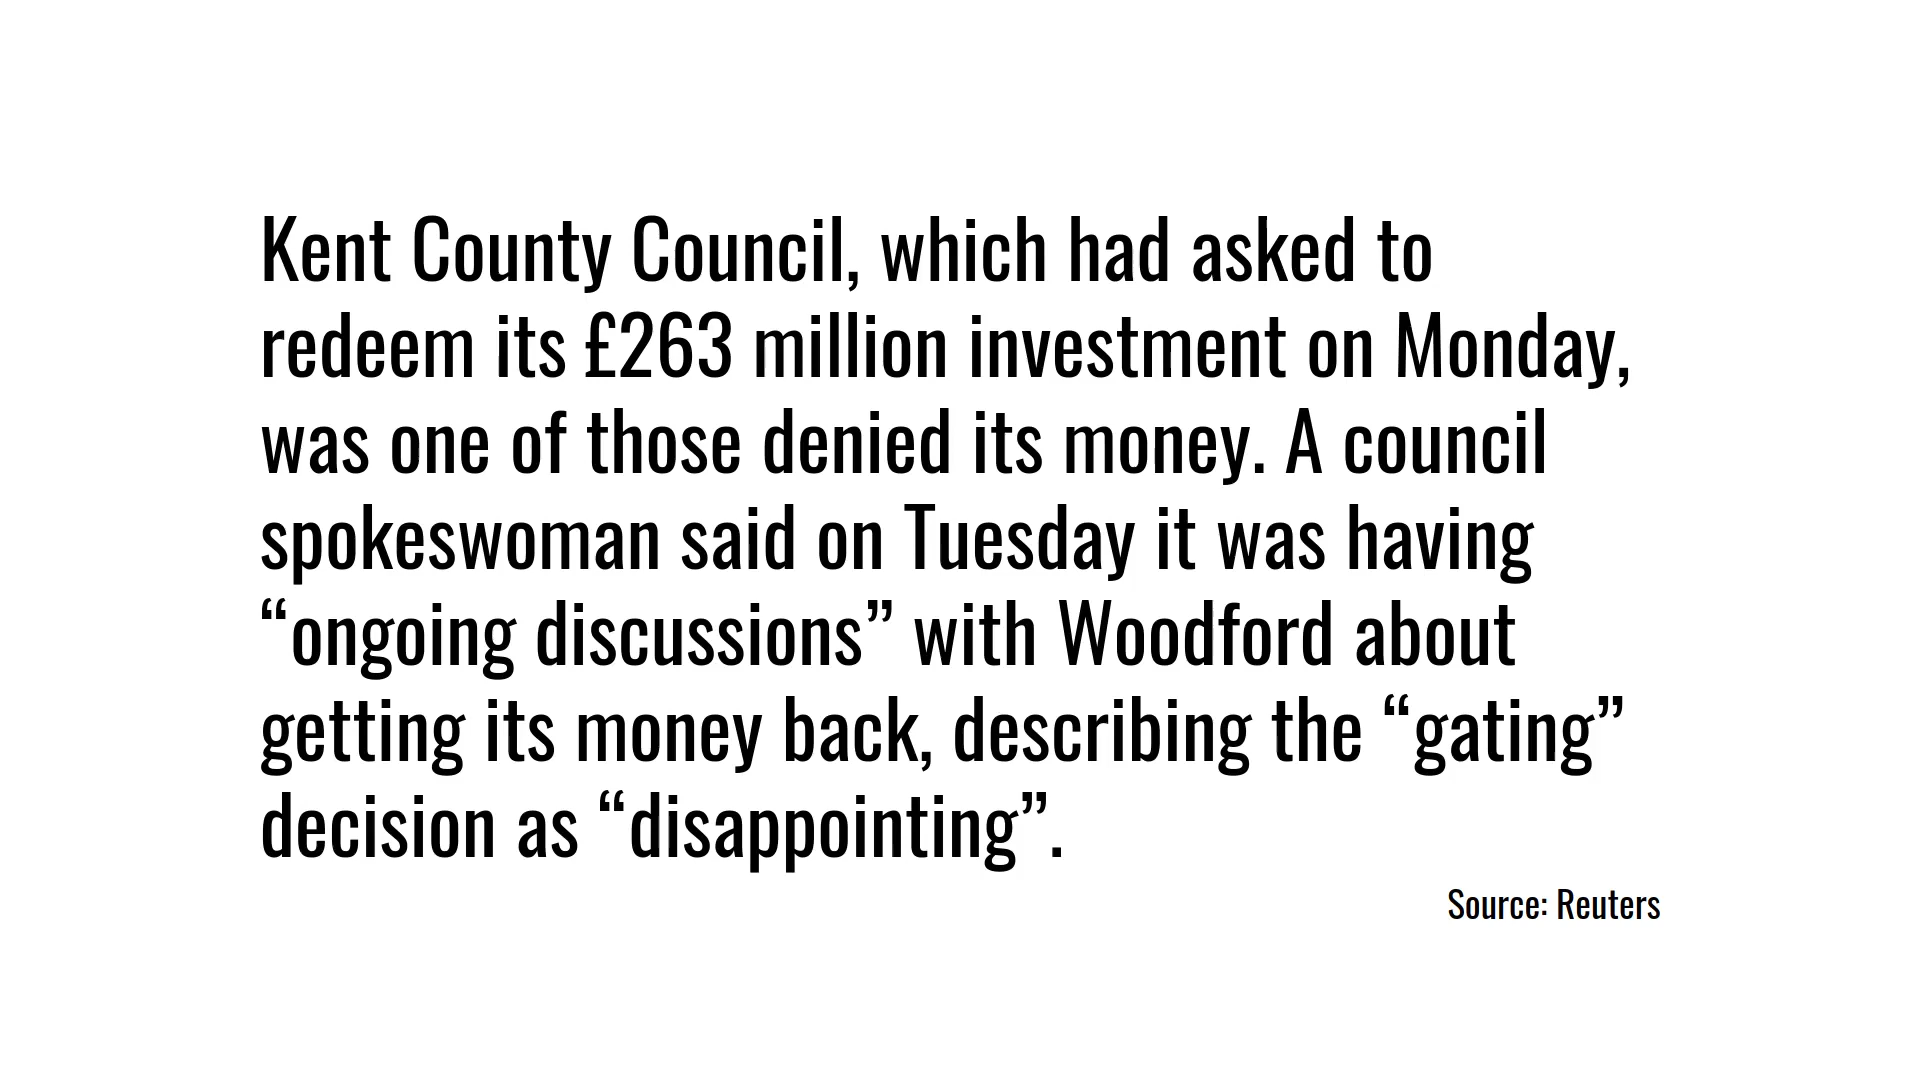 Kent County Council, which had asked to
redeem its £263 million investment on Monday,
was one of those denied its money. A council
spokeswoman said on Tuesday it was having
“ongoing discussions” with Woodford about
getting its money back, describing the “gating”
decision as “disappointing”.
Source: Reuters